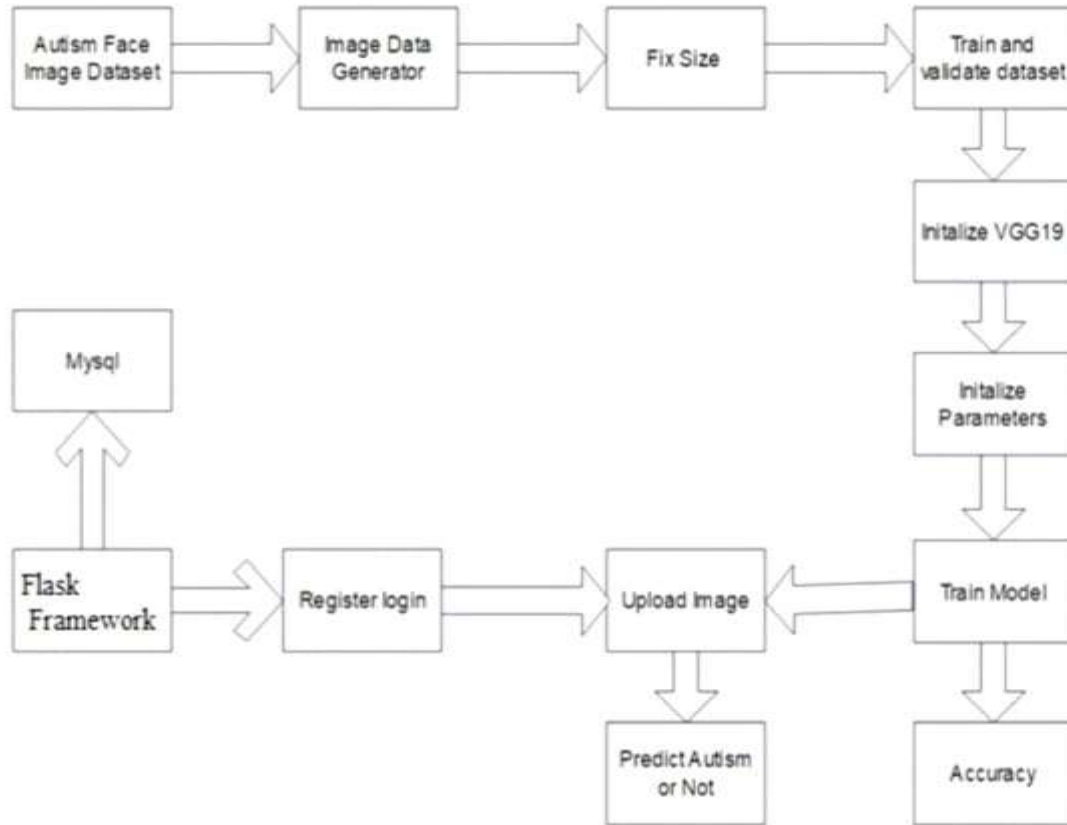 Autism Face
Image Dataset
Image Data
Generator
Fix Size
Train and
validate dataset
Initalize VGG19
Mysql
Initalize
Parameters
Flask
Framework
Register login
Upload Image
Train Model
Predict Autism
or Not
Accuracy